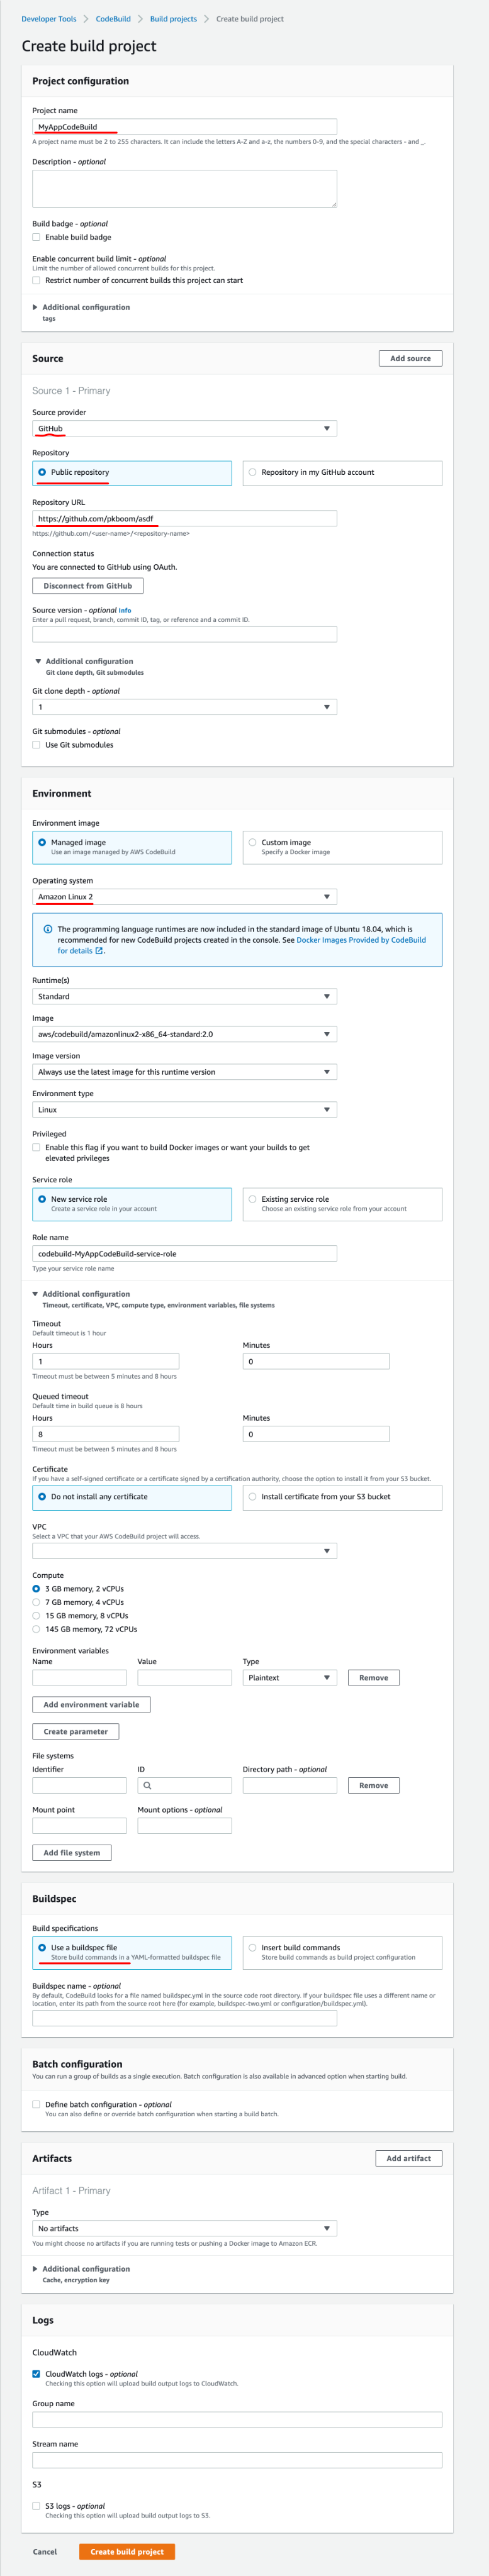 Developer Tools > CodeBuild > Build projects > Create build project
Create build project
Project configuration
Project name
MyAppCodeBuild
A project name must be 2 to 255 characters. It can include the letters A-Z and a-z, the numbers 0-9, and the special characters - and _.
Description - optional
Build badge - optional
Enable build badge
Enable concurrent build limit - optional
Limit the number of allowed concurrent builds for this project.
Restrict number of concurrent builds this project can start
Additional configuration
tags
Source
Add source
Source 1 - Primary
Source provider
GitHub
Repository
Public repository
Repository in my GitHub account
Repository URL
https://github.com/pkboom/asdf
https://github.com/<user-name>/<repository-name>
Connection status
You are connected to GitHub using OAuth.
Disconnect from GitHub
Source version - optional Info
Enter a pull request, branch, commit ID, tag, or reference and a commit ID.
Additional configuration
Git clone depth, Git submodules
Git clone depth - optional
1
Git submodules - optional
Use Git submodules
Environment
Environment image
Managed image
Use an image managed by AWS CodeBuild
Custom image
Specify a Docker image
Operating system
Amazon Linux 2
The programming language runtimes are now included in the standard image of Ubuntu 18.04, which is
recommended for new CodeBuild projects created in the console. See Docker Images Provided by CodeBuild
for details.
Runtime(s)
Standard
Image
aws/codebuild/amazonlinux2-x86_64-standard:2.0
Image version
Always use the latest image for this runtime version
Environment type
Linux
Privileged
Enable this flag if you want to build Docker images or want your builds to get
elevated privileges
Service role
New service role
Create a service role in your account
Existing service role
Choose an existing service role from your account
Role name
codebuild-MyAppCodeBuild-service-role
Type your service role name
Additional configuration
Timeout, certificate, VPC, compute type, environment variables, file systems
Timeout
Default timeout is 1 hour
Hours
Minutes
1
0
Timeout must be between 5 minutes and 8 hours
Queued timeout
Default time in build queue is 8 hours
Hours
Minutes
8
0
Timeout must be between 5 minutes and 8 hours
Certificate
If you have a self-signed certificate or a certificate signed by a certification authority, choose the option to install it from your S3 bucket.
Do not install any certificate
Install certificate from your S3 bucket
VPC
Select a VPC that your AWS CodeBuild project will access.
Compute
3 GB memory, 2 vCPUs
7 GB memory, 4 vCPUs
15 GB memory, 8 vCPUs
145 GB memory, 72 vCPUs
Environment variables
Name
Value
Type
Plaintext
Remove
Add environment variable
Create parameter
File systems
Identifier
ID
Directory path - optional
Remove
Mount point
Mount options - optional
Add file system
Buildspec
Build specifications
Use a buildspec file
Store build commands in a YAML-formatted buildspec file
Insert build commands
Store build commands as build project configuration
Buildspec name - optional
By default, CodeBuild looks for a file named buildspec.yml in the source code root directory. If your buildspec file uses a different name or
location, enter its path from the source root here (for example, buildspec-two.yml or configuration/buildspec.yml).
Batch configuration
You can run a group of builds as a single execution. Batch configuration is also available in advanced option when starting build.
Define batch configuration - optional
You can also define or override batch configuration when starting a build batch.
Artifacts
Add artifact
Artifact 1 - Primary
Type
No artifacts
You might choose no artifacts if you are running tests or pushing a Docker image to Amazon ECR.
Additional configuration
Cache, encryption key
Logs
CloudWatch
CloudWatch logs - optional
Checking this option will upload build output logs to CloudWatch.
Group name
Stream name
S3
S3 logs - optional
Checking this option will upload build output logs to S3.
Cancel
Create build project